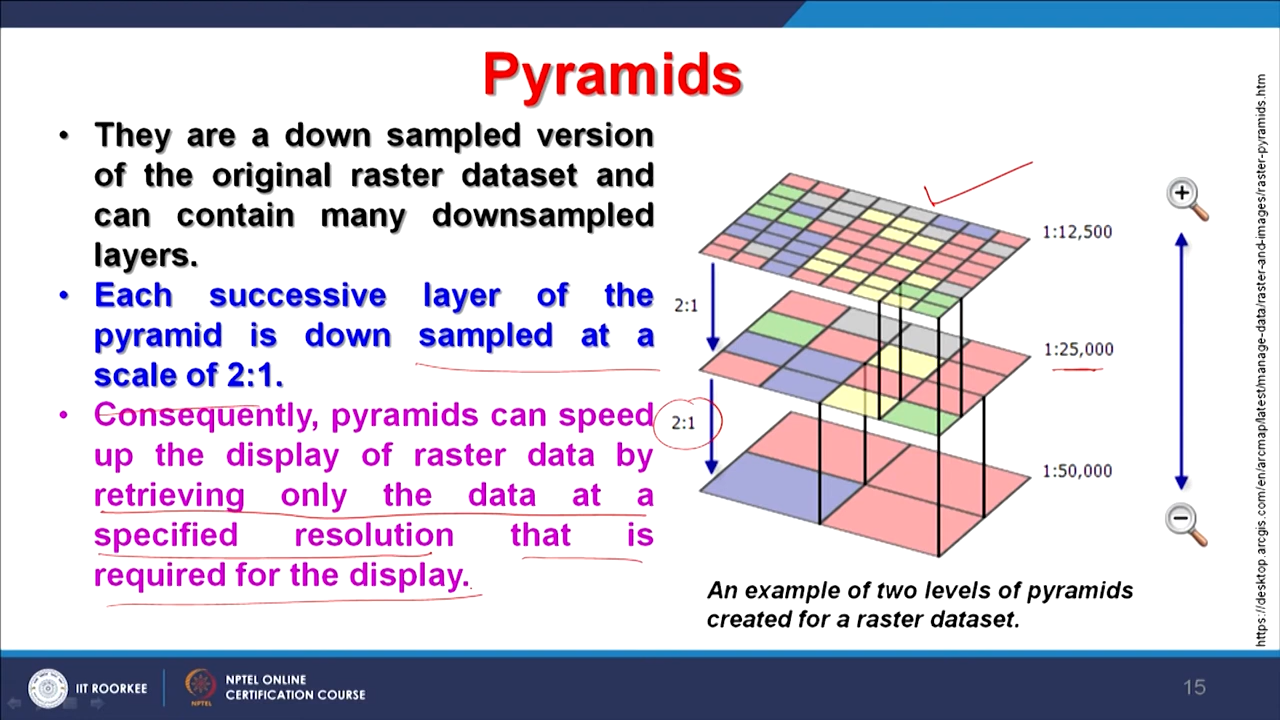 Pyramids
• They are a down sampled version
of the original raster dataset and
can contain many downsampled
layers.
• Each successive layer of the
pyramid is down sampled at a
scale of 2:1.
• Consequently, pyramids can speed
up the display of raster data by
retrieving only the data at a
specified resolution that is
required for the display.
1:12,500
2:1
1:25,000
2:1
1:50,000
An example of two levels of pyramids
created for a raster dataset.
https://desktop.arcgis.com/en/arcmap/latest/manage-data/raster-and-images/raster-pyramids.htm
IIT ROORKEE
NPTEL
NPTEL ONLINE
CERTIFICATION COURSE
15